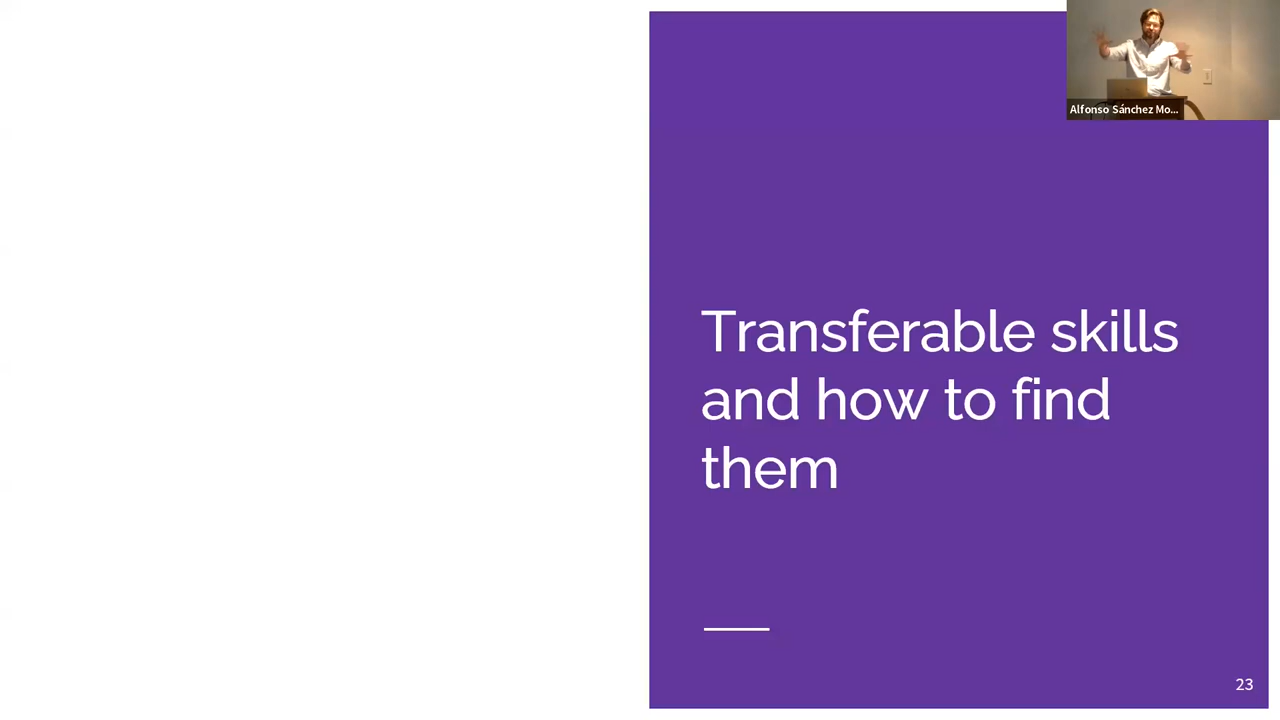 Alfonso Sánchez Mo...
Transferable skills
and how to find
them
23